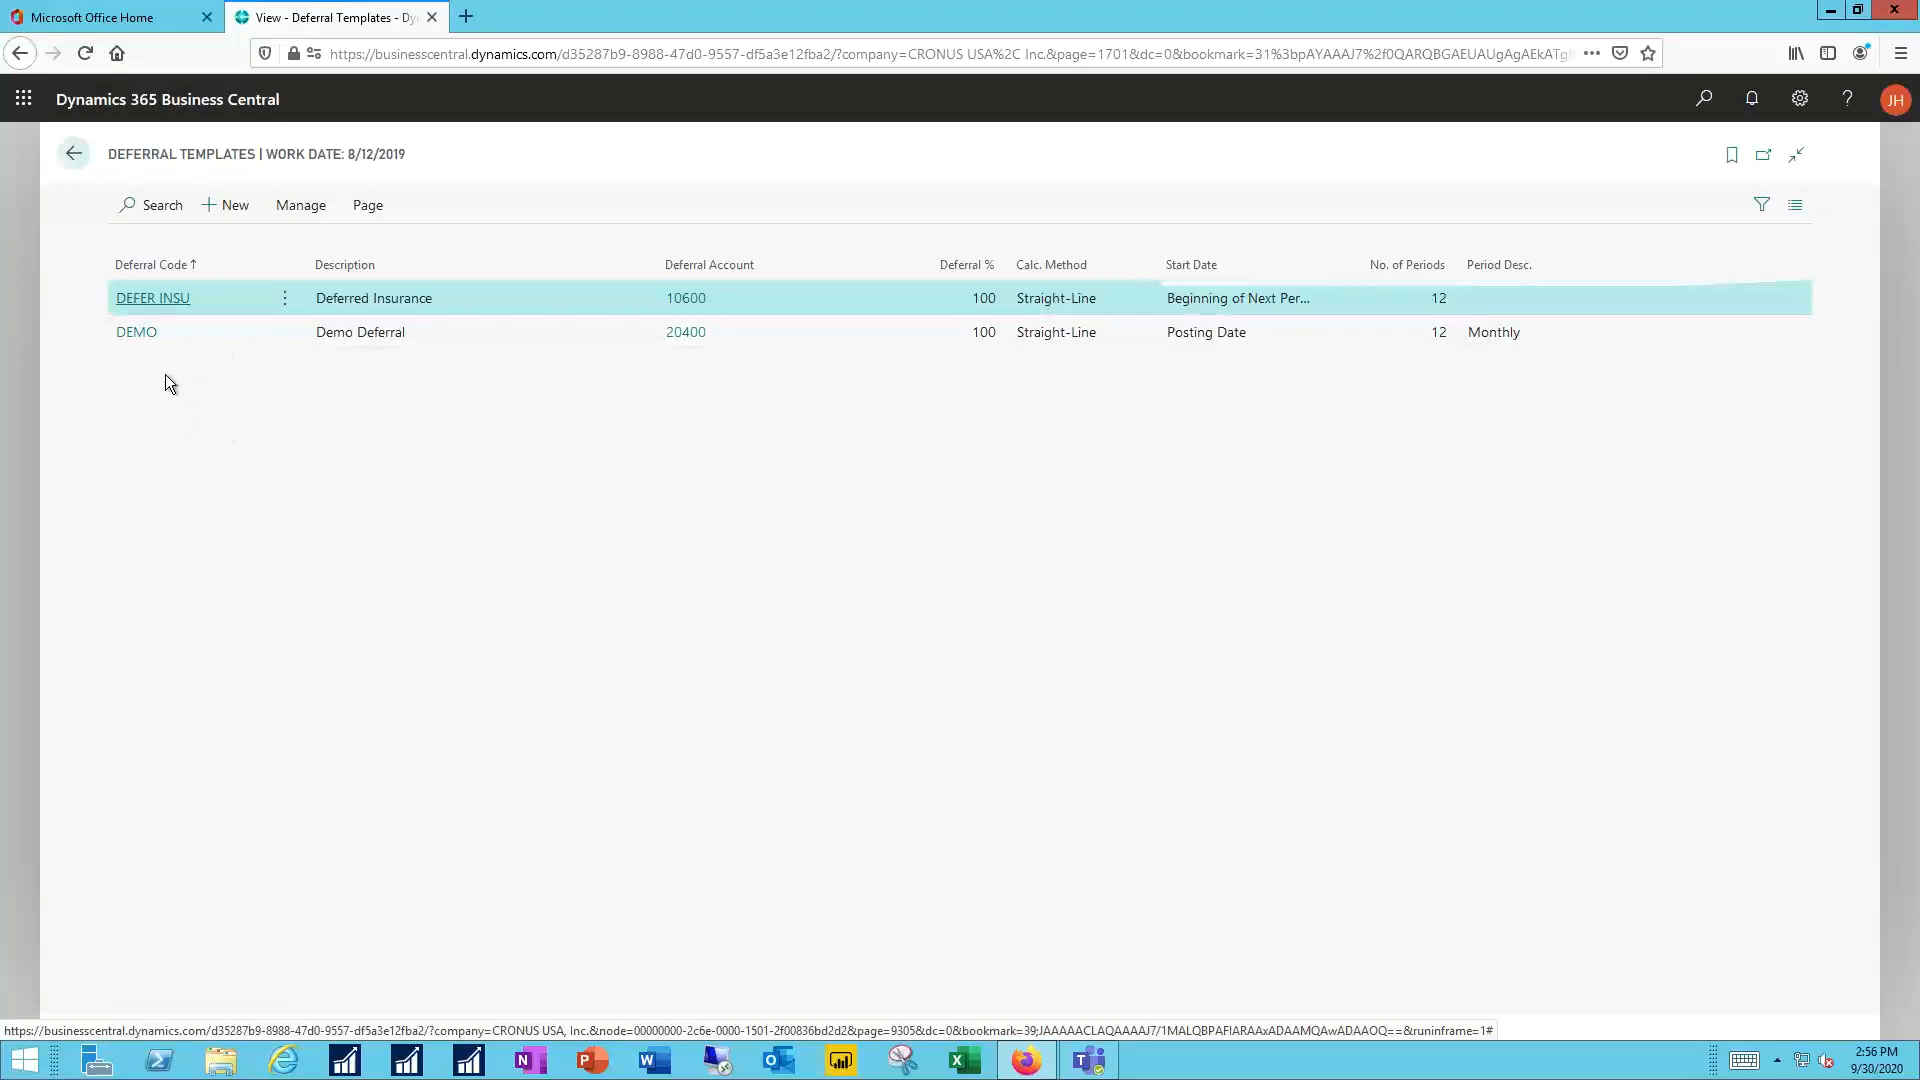 Microsoft Office Home
View - Deferral Templates - Dy
https://businesscentral.dynamics.com/d35287b9-8988-47d0-9557-df5a3e12fba2/?company=CRONUS USA%2C Inc.&page=1701&dc=0&bookmark=31%3bpAYAAAJ7%2f0QARQBGAEUAUgAgAEkATg
Dynamics 365 Business Central
JH
DEFERRAL TEMPLATES | WORK DATE: 8/12/2019
Search New Manage Page
Deferral Code ↑ Description Deferral Account Deferral % Calc. Method Start Date No. of Periods Period Desc.
DEFER INSU Deferred Insurance 10600 100 Straight-Line Beginning of Next Per... 12
DEMO Demo Deferral 20400 100 Straight-Line Posting Date 12 Monthly
https://businesscentral.dynamics.com/d35287b9-8988-47d0-9557-df5a3e12fba2/?company=CRONUS USA, Inc.&node=00000000-2c6e-0000-1501-2f00836bd2d2&page=9305&dc=0&bookmark=39;JAAAAACLAQAAAAJ7/1MALQBPAFIARAAxADAAMQAwADAAOQ==&runinframe=1#
2:56 PM
9/30/2020